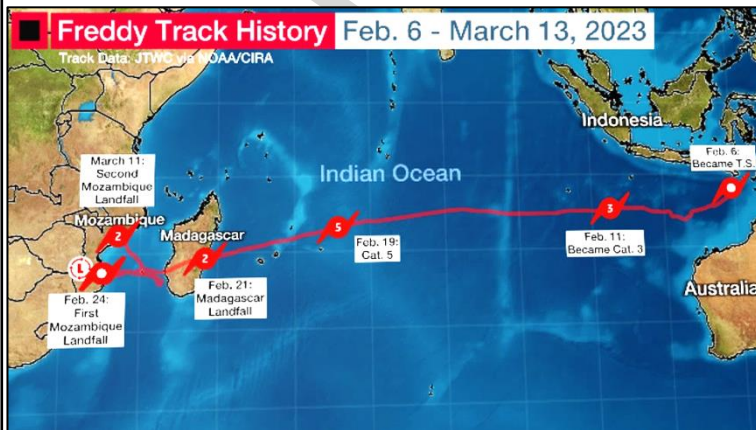 Freddy Track History Feb. 6 - March 13, 2023
Track Data: JTWC via NOAA/CIRA
Indonesia
Feb. 6:
Became T.S.
March 11:
Second
Mozambique
Landfall
Indian Ocean
3
Feb. 11:
Became Cat. 3
5
Feb. 19:
Cat. 5
Mozambique
2
Madagascar
2
Feb. 21:
Madagascar
Landfall
L
Feb. 24:
First
Mozambique
Landfall
Australia